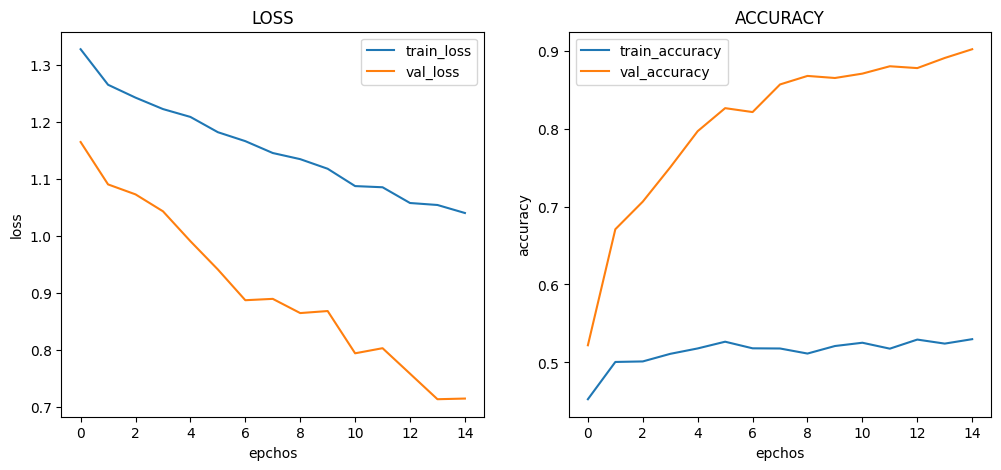 LOSS
train_loss
val_loss
1.3
1.2
1.1
1.0
0.9
0.8
0.7
loss
0 2 4 6 8 10 12 14
epchos
ACCURACY
train_accuracy
val_accuracy
0.9
0.8
0.7
0.6
0.5
accuracy
0 2 4 6 8 10 12 14
epchos